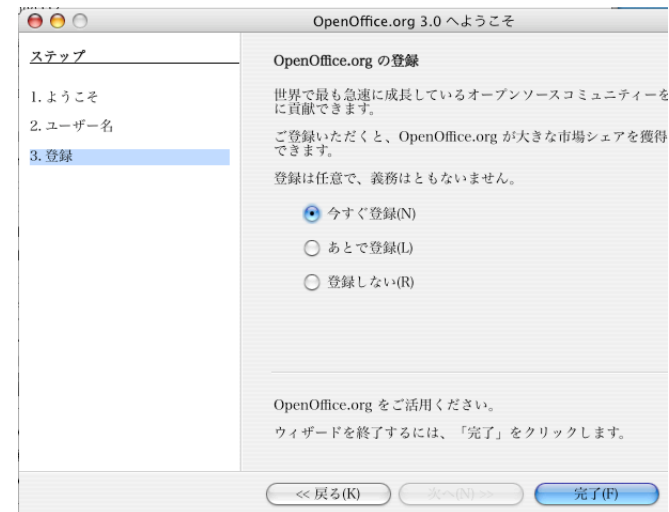 OpenOffice.org 3.0 へようこそ
ステップ
1. ようこそ
2. ユーザー名
3. 登録
OpenOffice.org の登録
世界で最も急速に成長しているオープンソースコミュニティーを
に貢献できます。
ご登録いただくと、OpenOffice.org が大きな市場シェアを獲得
できます。
登録は任意で、義務はともないません。
今すぐ登録(N)
あとで登録(L)
登録しない(R)
OpenOffice.org をご活用ください。
ウィザードを終了するには、「完了」をクリックします。
<< 戻る(K)
次へ(N) >>
完了(F)